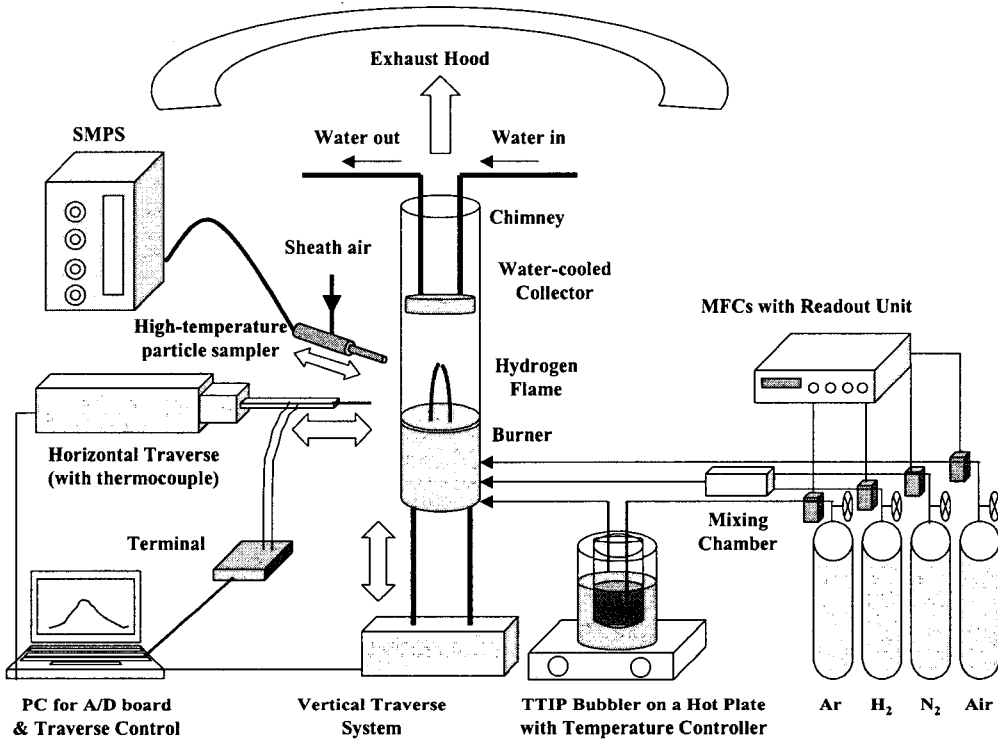 Exhaust Hood
SMPS
Water out
Water in
Chimney
Sheath air
Water-cooled
Collector
MFCs with Readout Unit
High-temperature
particle sampler
Hydrogen
Flame
Burner
Horizontal Traverse
(with thermocouple)
Mixing
Chamber
Terminal
PC for A/D board
& Traverse Control
Vertical Traverse
System
TTIP Bubbler on a Hot Plate
with Temperature Controller
Ar
H₂
N₂
Air